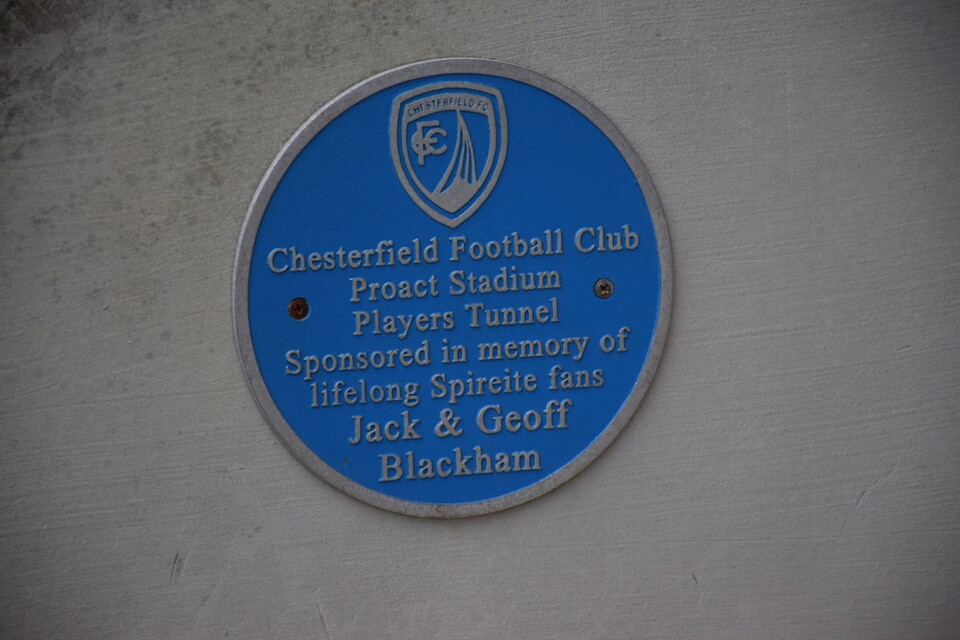 CHESTERFIELD FC
CFC
Chesterfield Football Club
Proact Stadium
Players Tunnel
Sponsored in memory of
lifelong Spireite fans
Jack & Geoff
Blackham